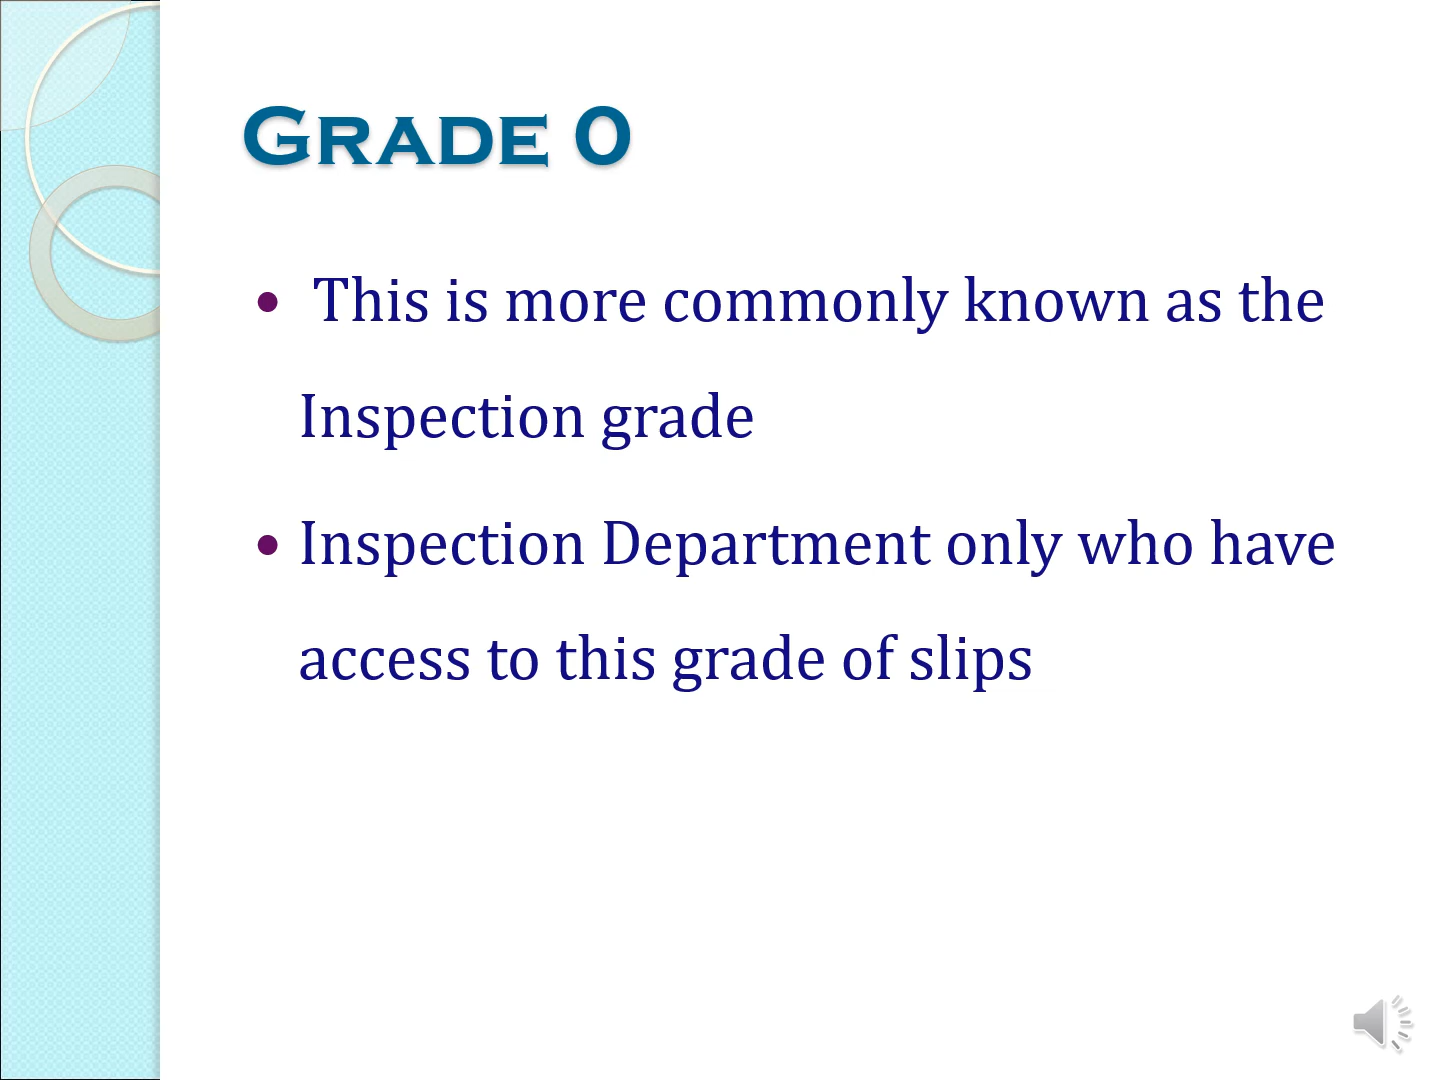 Grade 0
• This is more commonly known as the
Inspection grade
• Inspection Department only who have
access to this grade of slips